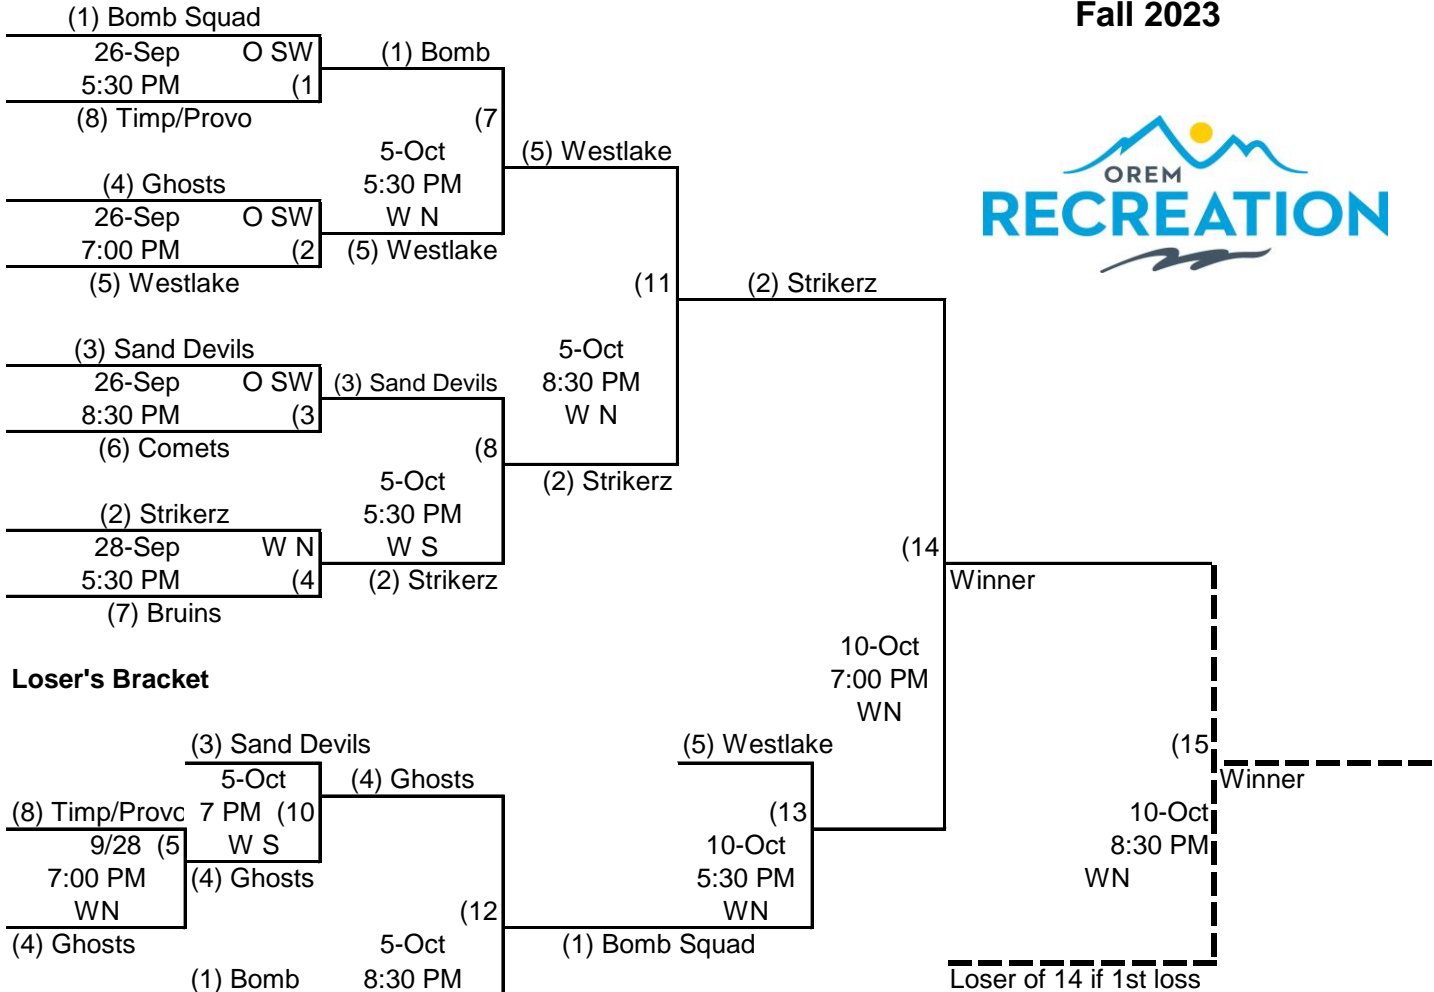 (1) Bomb Squad
Fall 2023
26-Sep O SW
(1) Bomb
5:30 PM (1
(8) Timp/Provo
(7
5-Oct
(5) Westlake
OREM
RECREATION
(4) Ghosts
5:30 PM
26-Sep O SW
W N
7:00 PM (2
(5) Westlake
(5) Westlake
(11
(2) Strikerz
(3) Sand Devils
5-Oct
26-Sep O SW
(3) Sand Devils
8:30 PM
8:30 PM (3
W N
(6) Comets
(8
5-Oct
(2) Strikerz
(2) Strikerz
5:30 PM
28-Sep W N
W S
(14
5:30 PM (4
(2) Strikerz
Winner
(7) Bruins
10-Oct
Loser's Bracket
7:00 PM
WN
(3) Sand Devils
(5) Westlake
(15
5-Oct
(4) Ghosts
Winner
(8) Timp/Provo
7 PM (10
(13
10-Oct
9/28 (5
W S
10-Oct
8:30 PM
7:00 PM
(4) Ghosts
5:30 PM
WN
WN
(12
WN
(4) Ghosts
5-Oct
(1) Bomb Squad
(1) Bomb
8:30 PM
Loser of 14 if 1st loss